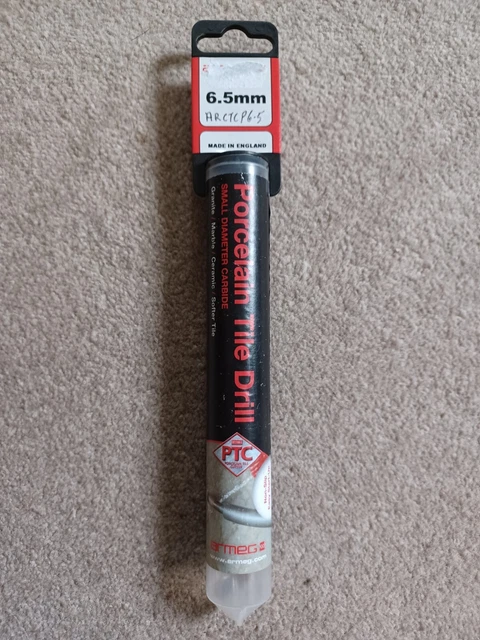 6.5mm
ARCTCP6.5
MADE IN ENGLAND
Porcelain Tile Drill
SMALL DIAMETER CARBIDE
Granite / Marble / Ceramic / Softer Tile
PTC
armeg
www.armeg.com